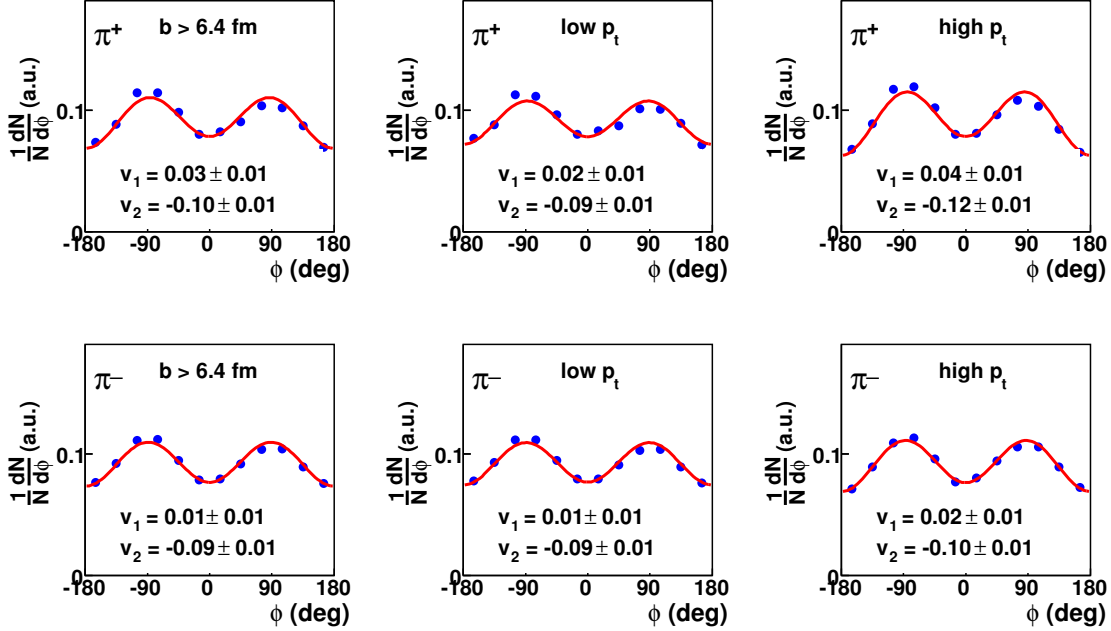 π+ b > 6.4 fm
0.1
1/N dN/dφ (a.u.)
v1 = 0.03 ± 0.01
v2 = -0.10 ± 0.01
0
-180 -90 0 90 180
φ (deg)
π+ low pt
0.1
1/N dN/dφ (a.u.)
v1 = 0.02 ± 0.01
v2 = -0.09 ± 0.01
0
-180 -90 0 90 180
φ (deg)
π+ high pt
0.1
1/N dN/dφ (a.u.)
v1 = 0.04 ± 0.01
v2 = -0.12 ± 0.01
0
-180 -90 0 90 180
φ (deg)
π− b > 6.4 fm
0.1
1/N dN/dφ (a.u.)
v1 = 0.01 ± 0.01
v2 = -0.09 ± 0.01
0
-180 -90 0 90 180
φ (deg)
π− low pt
0.1
1/N dN/dφ (a.u.)
v1 = 0.01 ± 0.01
v2 = -0.09 ± 0.01
0
-180 -90 0 90 180
φ (deg)
π− high pt
0.1
1/N dN/dφ (a.u.)
v1 = 0.02 ± 0.01
v2 = -0.10 ± 0.01
0
-180 -90 0 90 180
φ (deg)